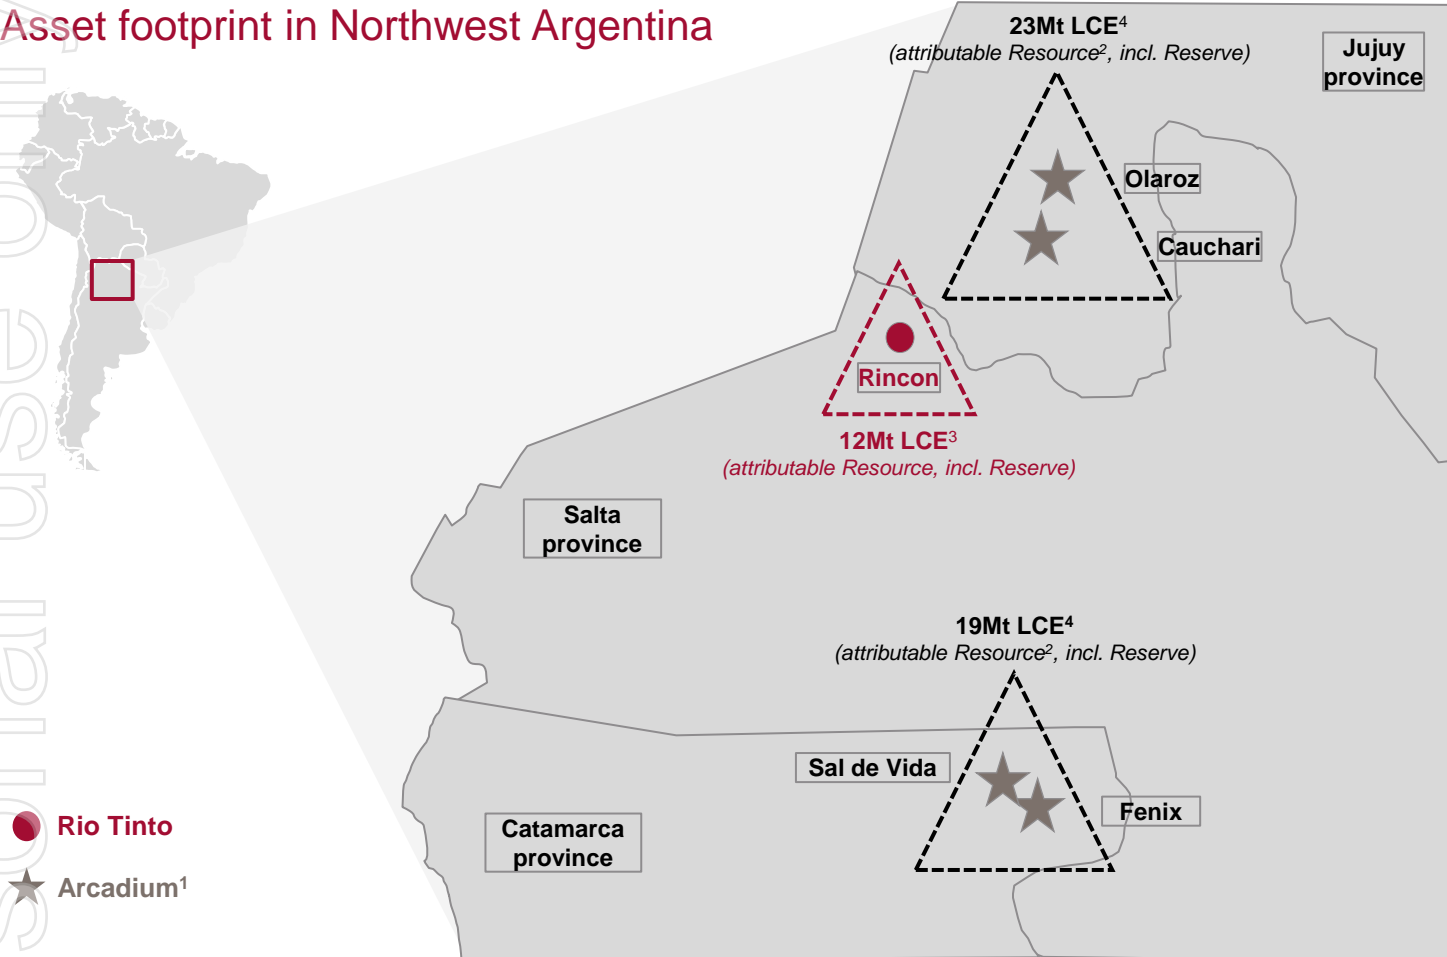 Asset footprint in Northwest Argentina
23Mt LCE4
(attributable Resource2, incl. Reserve)
Jujuy
province
Olaroz
Cauchari
Rincon
12Mt LCE3
(attributable Resource, incl. Reserve)
Salta
province
19Mt LCE4
(attributable Resource2, incl. Reserve)
Sal de Vida
Fenix
Catamarca
province
Rio Tinto
Arcadium1